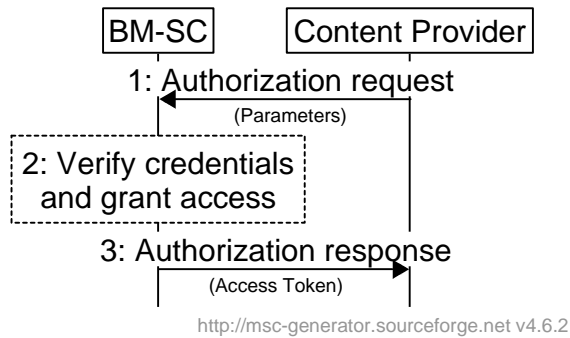 BM-SC
Content Provider
1: Authorization request
(Parameters)
2: Verify credentials
and grant access
3: Authorization response
(Access Token)
http://msc-generator.sourceforge.net v4.6.2